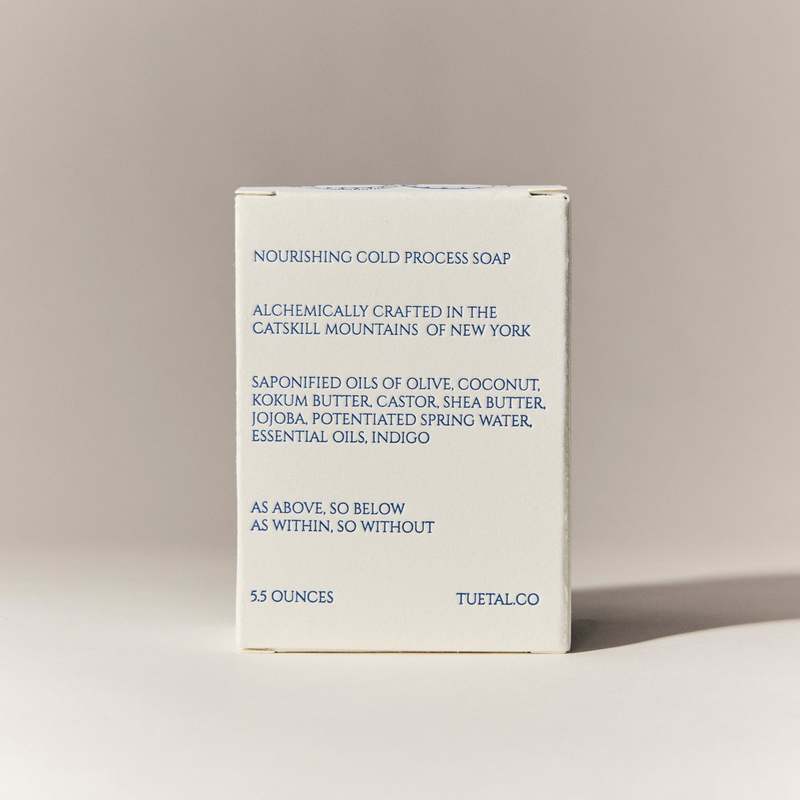 NOURISHING COLD PROCESS SOAP
ALCHEMICALLY CRAFTED IN THE
CATSKILL MOUNTAINS OF NEW YORK
SAPONIFIED OILS OF OLIVE, COCONUT,
KOKUM BUTTER, CASTOR, SHEA BUTTER,
JOJOBA, POTENTIATED SPRING WATER,
ESSENTIAL OILS, INDIGO
AS ABOVE, SO BELOW
AS WITHIN, SO WITHOUT
5.5 OUNCES TUETAL.CO